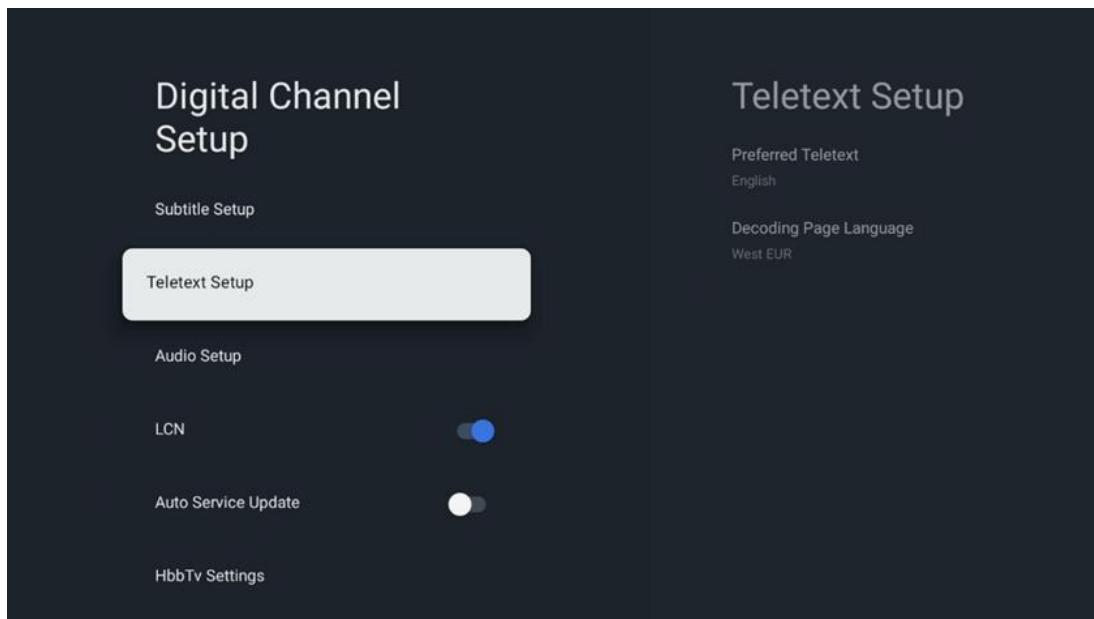 Digital Channel
Setup
Subtitle Setup
Teletext Setup
Audio Setup
LCN
Auto Service Update
HbbTv Settings
Teletext Setup
Preferred Teletext
English
Decoding Page Language
West EUR